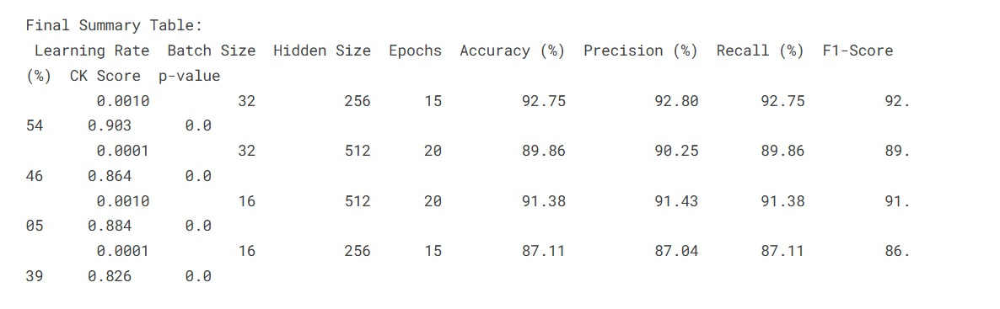 Final Summary Table:
Learning Rate  Batch Size  Hidden Size  Epochs  Accuracy (%)  Precision (%)  Recall (%)  F1-Score
(%)  CK Score  p-value
0.0010          32          256      15         92.75          92.80       92.75         92.
54     0.903      0.0
0.0001          32          512      20         89.86          90.25       89.86         89.
46     0.864      0.0
0.0010          16          512      20         91.38          91.43       91.38         91.
05     0.884      0.0
0.0001          16          256      15         87.11          87.04       87.11         86.
39     0.826      0.0